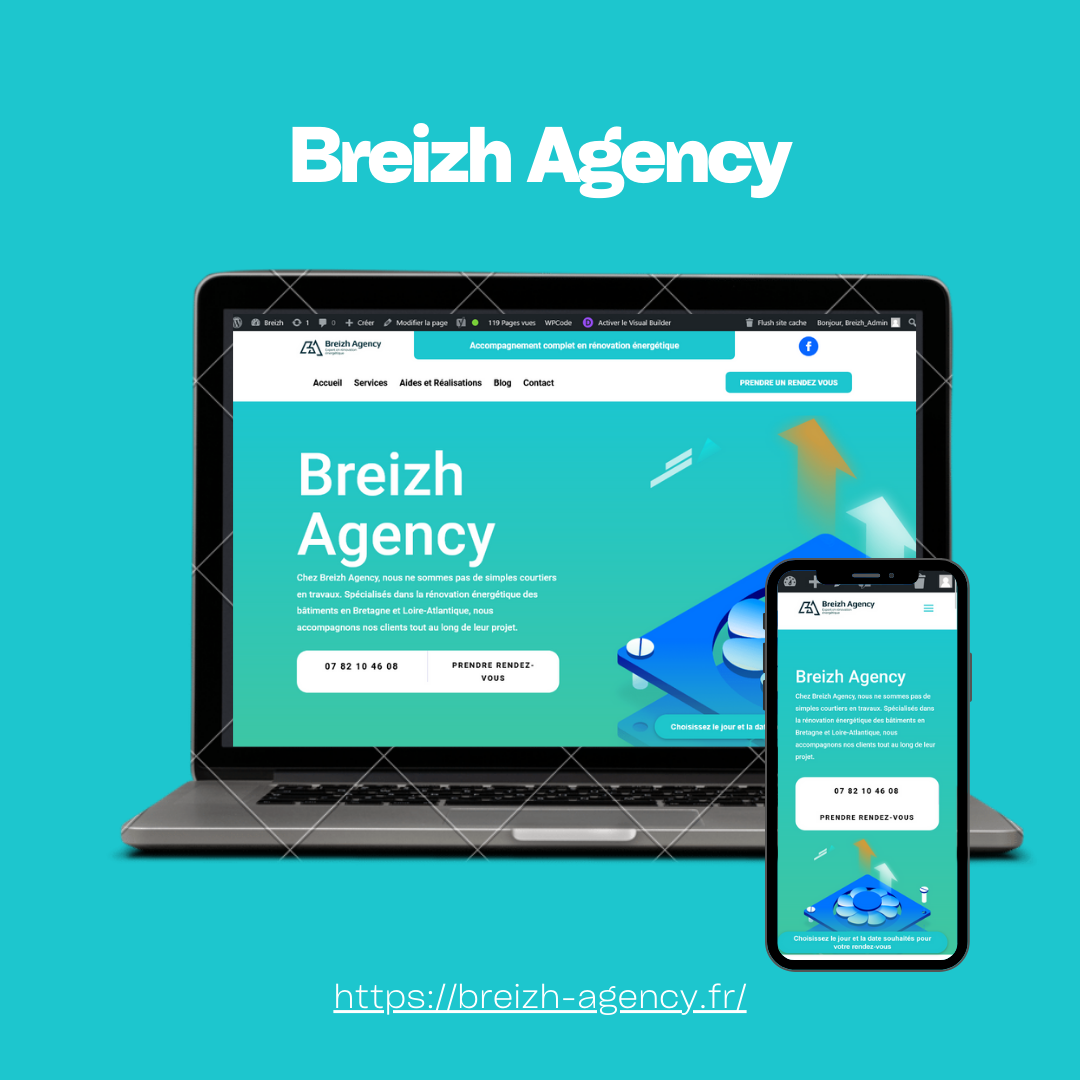 Breizh Agency
Breizh 1 Créer Modifier la page 119 Pages vues WPCode Activer le Visual Builder Flush site cache Bonjour, Breizh_Admin
Breizh Agency
Accompagnement complet en rénovation énergétique
Accueil Services Aides et Réalisations Blog Contact
PRENDRE UN RENDEZ VOUS
Breizh
Agency
Chez Breizh Agency, nous ne sommes pas de simples courtiers
en travaux. Spécialisés dans la rénovation énergétique des
bâtiments en Bretagne et Loire-Atlantique, nous
accompagnons nos clients tout au long de leur projet.
07 82 10 46 08
PRENDRE RENDEZ-
VOUS
Choisissez le jour et la
Breizh Agency
Breizh Agency
Chez Breizh Agency, nous ne sommes pas de
simples courtiers en travaux. Spécialisés dans
la rénovation énergétique des bâtiments en
Bretagne et Loire-Atlantique, nous
accompagnons nos clients tout au long de leur
projet.
07 82 10 46 08
PRENDRE RENDEZ-VOUS
Choisissez le jour et la date souhaités pour
votre rendez-vous
https://breizh-agency.fr/